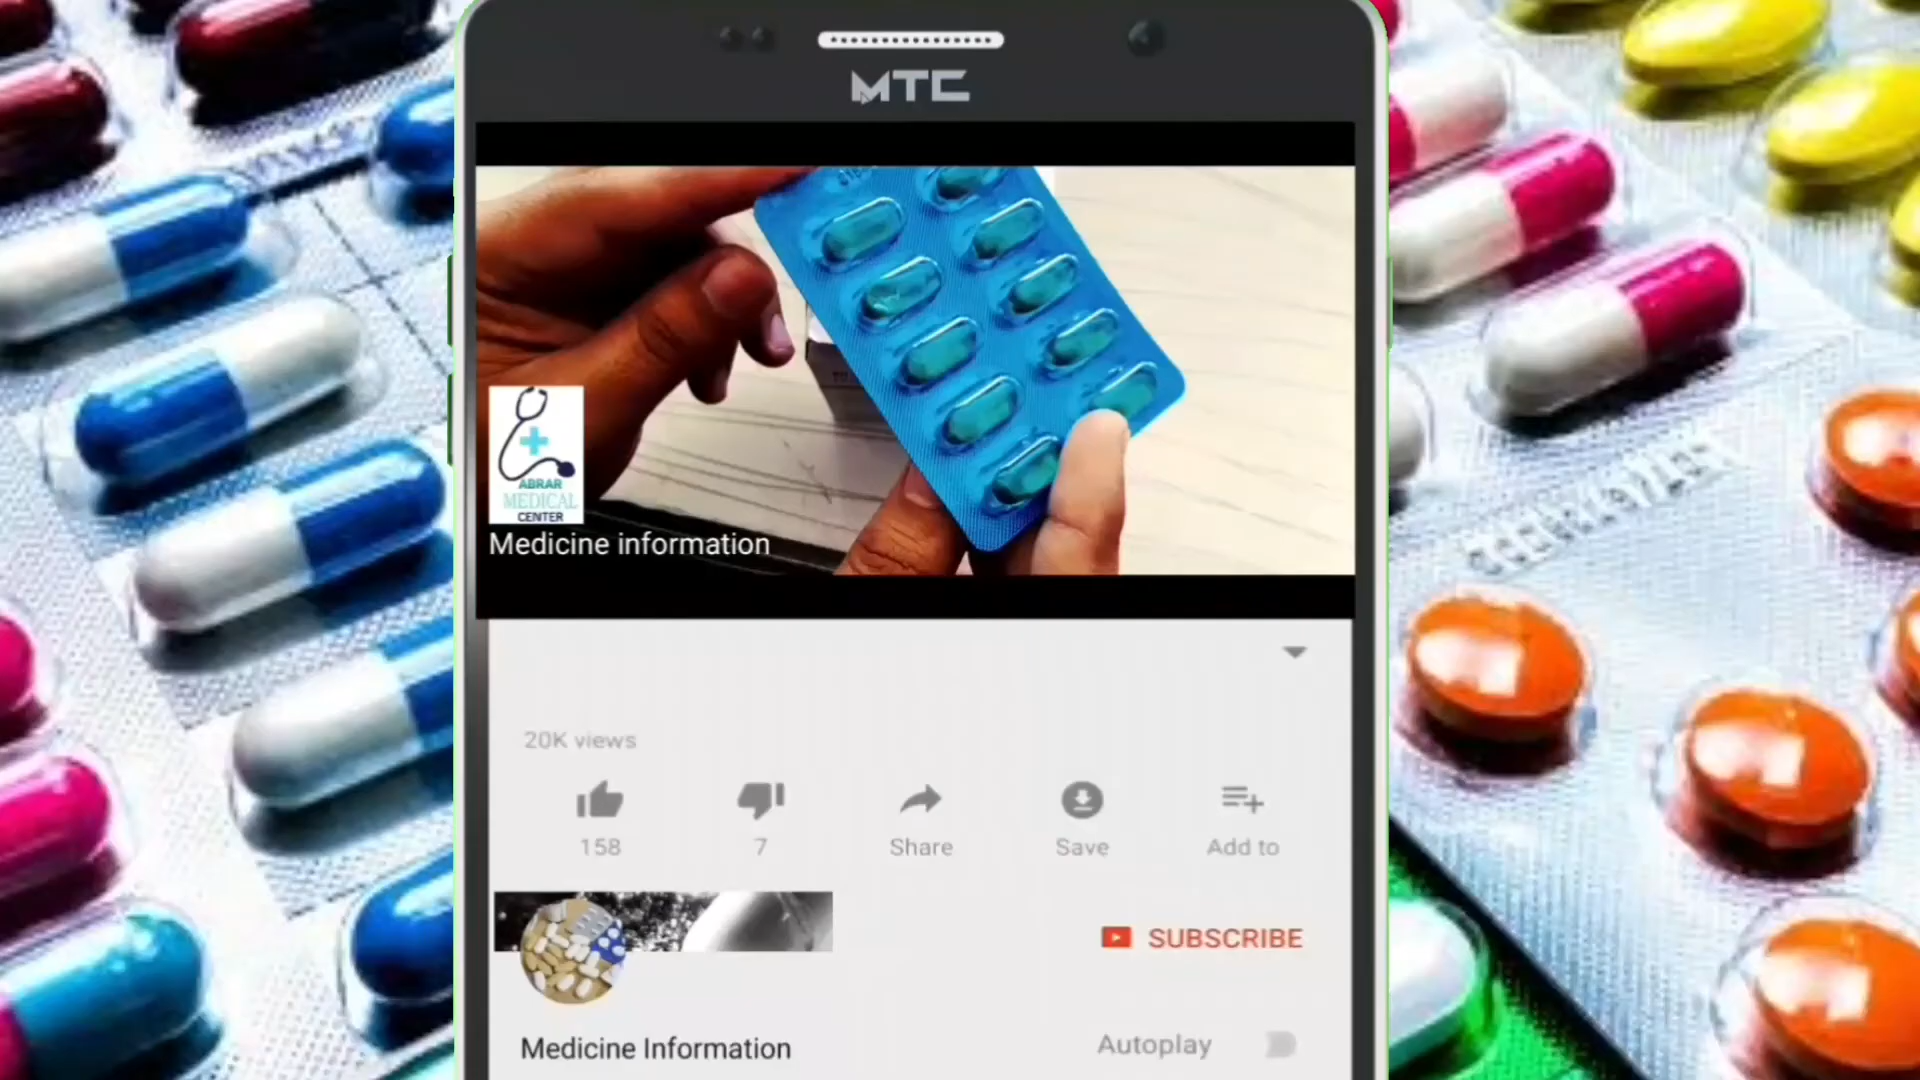 MTC
ABRAR
MEDICAL
CENTER
Medicine information
20K views
158
7
Share
Save
Add to
SUBSCRIBE
Medicine Information
Autoplay